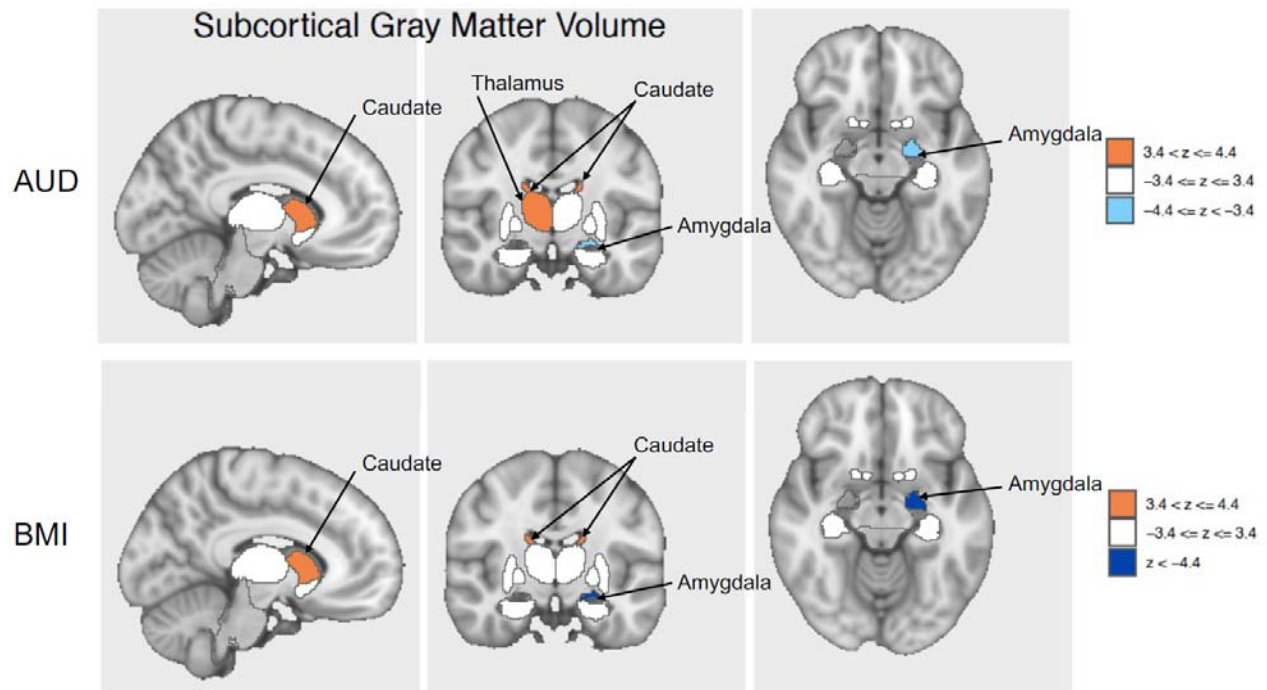 Subcortical Gray Matter Volume
AUD
Caudate
Thalamus
Caudate
Amygdala
Amygdala
3.4 < z <= 4.4
−3.4 <= z <= 3.4
−4.4 <= z < −3.4
BMI
Caudate
Caudate
Amygdala
Amygdala
3.4 < z <= 4.4
−3.4 <= z <= 3.4
z < −4.4